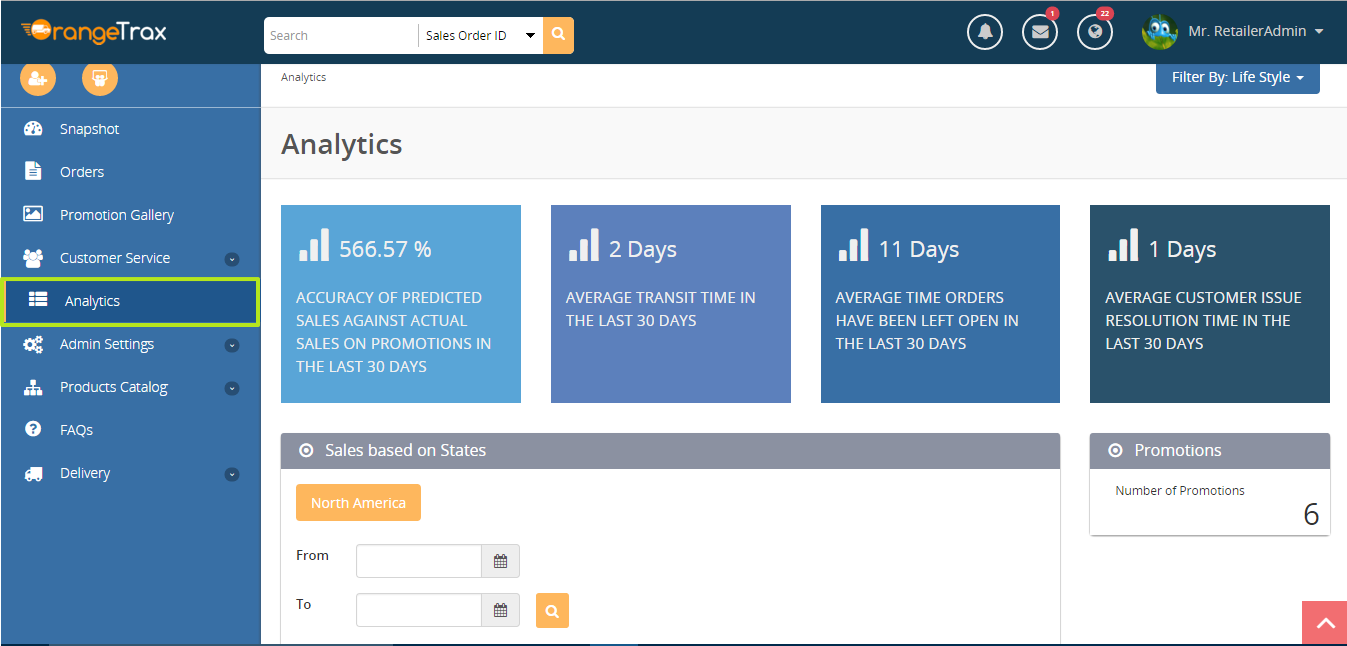 OrangeTrax
Search
Sales Order ID
1
22
Mr. RetailerAdmin
Analytics
Filter By: Life Style
Snapshot
Orders
Promotion Gallery
Customer Service
Analytics
Admin Settings
Products Catalog
FAQs
Delivery
Analytics
566.57 %
ACCURACY OF PREDICTED
SALES AGAINST ACTUAL
SALES ON PROMOTIONS IN
THE LAST 30 DAYS
2 Days
AVERAGE TRANSIT TIME IN
THE LAST 30 DAYS
11 Days
AVERAGE TIME ORDERS
HAVE BEEN LEFT OPEN IN
THE LAST 30 DAYS
1 Days
AVERAGE CUSTOMER ISSUE
RESOLUTION TIME IN THE
LAST 30 DAYS
Sales based on States
North America
From
To
Promotions
Number of Promotions
6